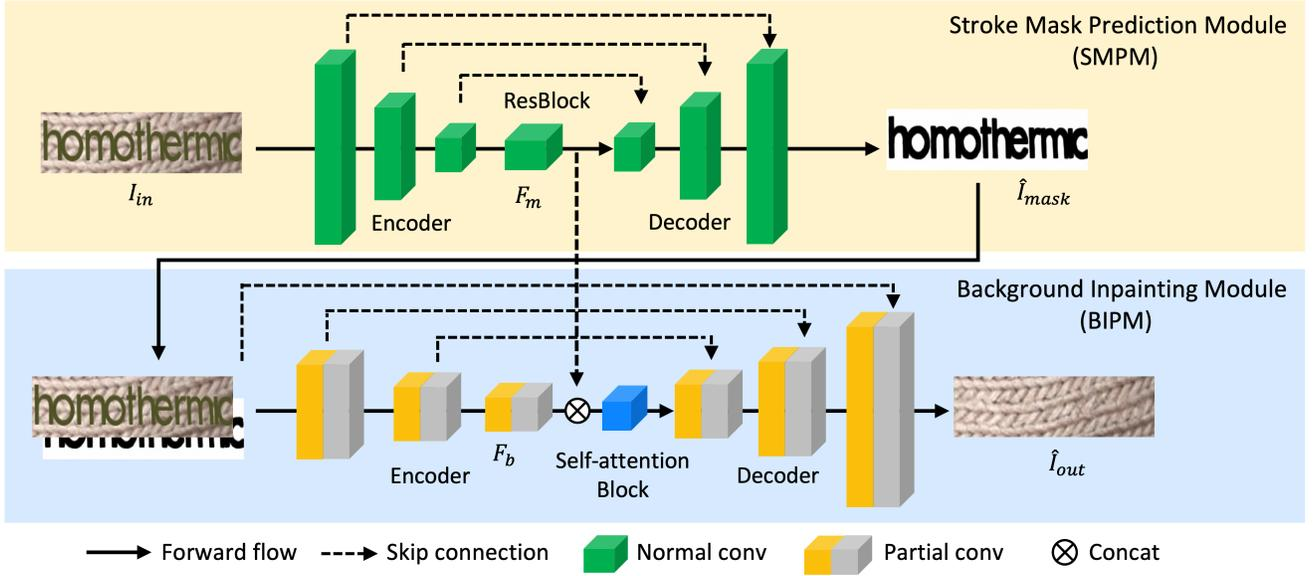 Stroke Mask Prediction Module
(SMPM)
ResBlock
homothermic
homothermic
I_in
F_m
Î_mask
Encoder
Decoder
Background Inpainting Module
(BIPM)
homothermic
homothermic
F_b
Encoder
Self-attention
Block
Decoder
Î_out
Forward flow
Skip connection
Normal conv
Partial conv
Concat